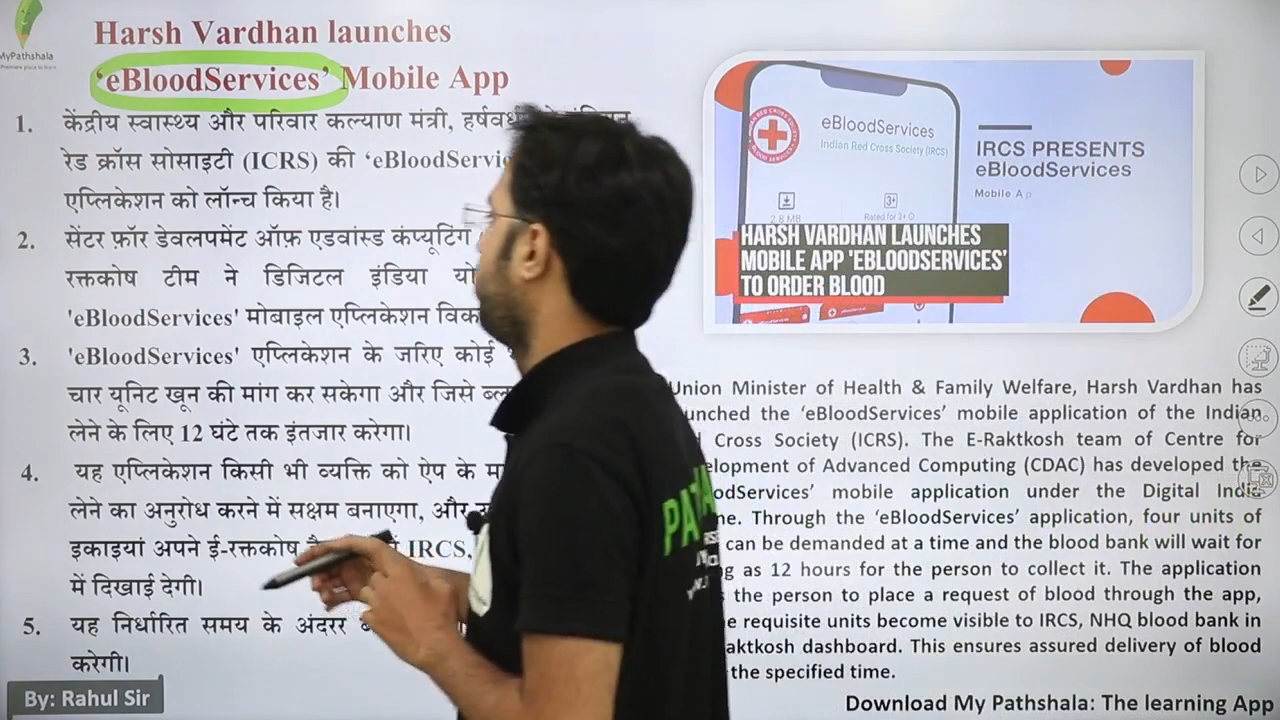 MyPathshala
Harsh Vardhan launches
‘eBloodServices’ Mobile App
1. केंद्रीय स्वास्थ्य और परिवार कल्याण मंत्री,
रेड क्रॉस सोसाइटी (ICRS) की
एप्लिकेशन को लॉन्च किया है।
2. सेंटर फ़ॉर डेवलपमेंट ऑफ़ एडवांस्ड कंप्यूटिंग
रक्तकोष टीम ने डिजिटल इंडिया
'eBloodServices' मोबाइल एप्लिकेशन
3. 'eBloodServices' एप्लिकेशन के जरिए कोई
चार यूनिट खून की मांग कर सकेगा और जिसे
लेने के लिए 12 घंटे तक इंतजार करेगा।
4. यह एप्लिकेशन किसी भी व्यक्ति को ऐप के
लेने का अनुरोध करने में सक्षम बनाएगा, और
इकाइयां अपने ई-रक्तकोष IRCS,
में दिखाई देगी।
5. यह निर्धारित समय के अंदरर
करेगी।
By: Rahul Sir
eBloodServices
Indian Red Cross Society (IRCS)
2.8 MB
3+
Rated for 3+
IRCS PRESENTS
eBloodServices
Mobile Ap
HARSH VARDHAN LAUNCHES
MOBILE APP 'EBLOODSERVICES'
TO ORDER BLOOD
Union Minister of Health & Family Welfare, Harsh Vardhan has
the ‘eBloodServices’ mobile application of the Indian
Cross Society (ICRS). The E-Raktkosh team of Centre for
of Advanced Computing (CDAC) has developed the
mobile application under the Digital India
Through the ‘eBloodServices’ application, four units of
can be demanded at a time and the blood bank will wait for
as 12 hours for the person to collect it. The application
the person to place a request of blood through the app,
requisite units become visible to IRCS, NHQ blood bank in
dashboard. This ensures assured delivery of blood
the specified time.
Download My Pathshala: The learning App